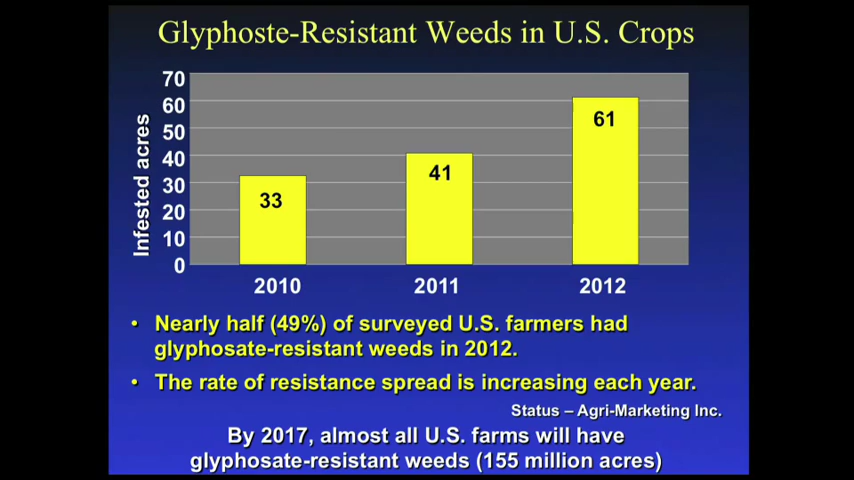 Glyphoste-Resistant Weeds in U.S. Crops
70
60
50
40
30
20
10
0
Infested acres
33
41
61
2010
2011
2012
• Nearly half (49%) of surveyed U.S. farmers had
glyphosate-resistant weeds in 2012.
• The rate of resistance spread is increasing each year.
Status – Agri-Marketing Inc.
By 2017, almost all U.S. farms will have
glyphosate-resistant weeds (155 million acres)